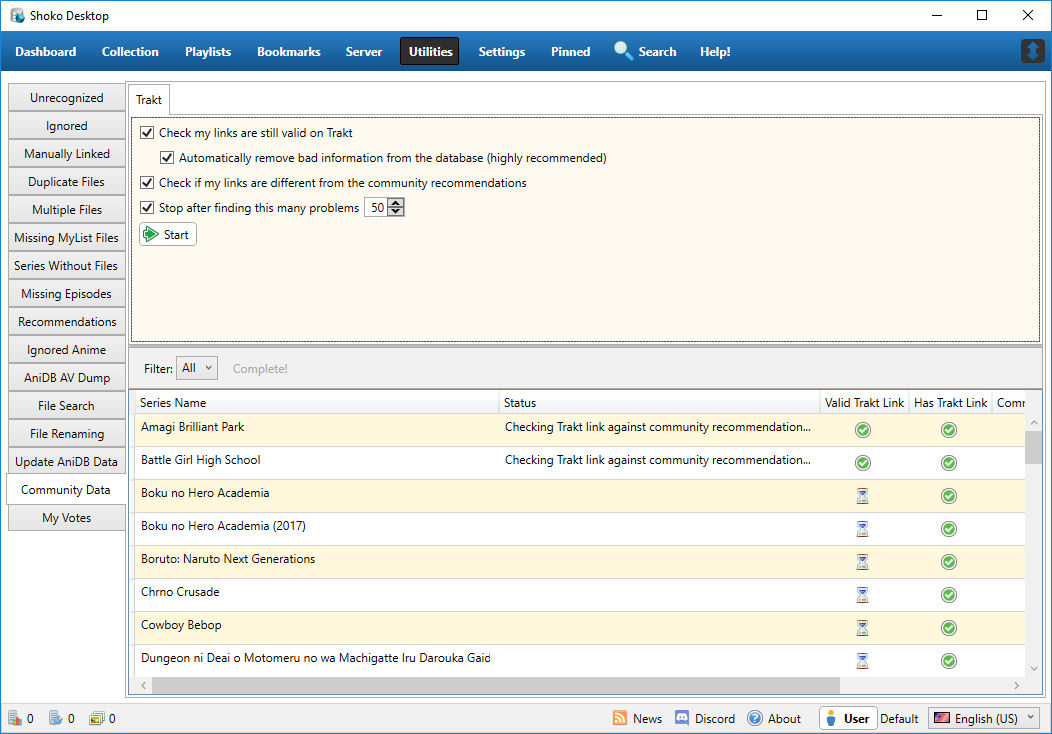 Shoko Desktop
Dashboard Collection Playlists Bookmarks Server Utilities Settings Pinned Search Help!
Unrecognized
Ignored
Manually Linked
Duplicate Files
Multiple Files
Missing MyList Files
Series Without Files
Missing Episodes
Recommendations
Ignored Anime
AniDB AV Dump
File Search
File Renaming
Update AniDB Data
Community Data
My Votes
Trakt
Check my links are still valid on Trakt
Automatically remove bad information from the database (highly recommended)
Check if my links are different from the community recommendations
Stop after finding this many problems 50
Start
Filter: All Complete!
Series Name Status Valid Trakt Link Has Trakt Link
Amagi Brilliant Park Checking Trakt link against community recommendation...
Battle Girl High School Checking Trakt link against community recommendation...
Boku no Hero Academia
Boku no Hero Academia (2017)
Boruto: Naruto Next Generations
Chrno Crusade
Cowboy Bebop
Dungeon ni Deai o Motomeru no wa Machigatte Iru Darouka Gaid
0 0 0 News Discord About User Default English (US)